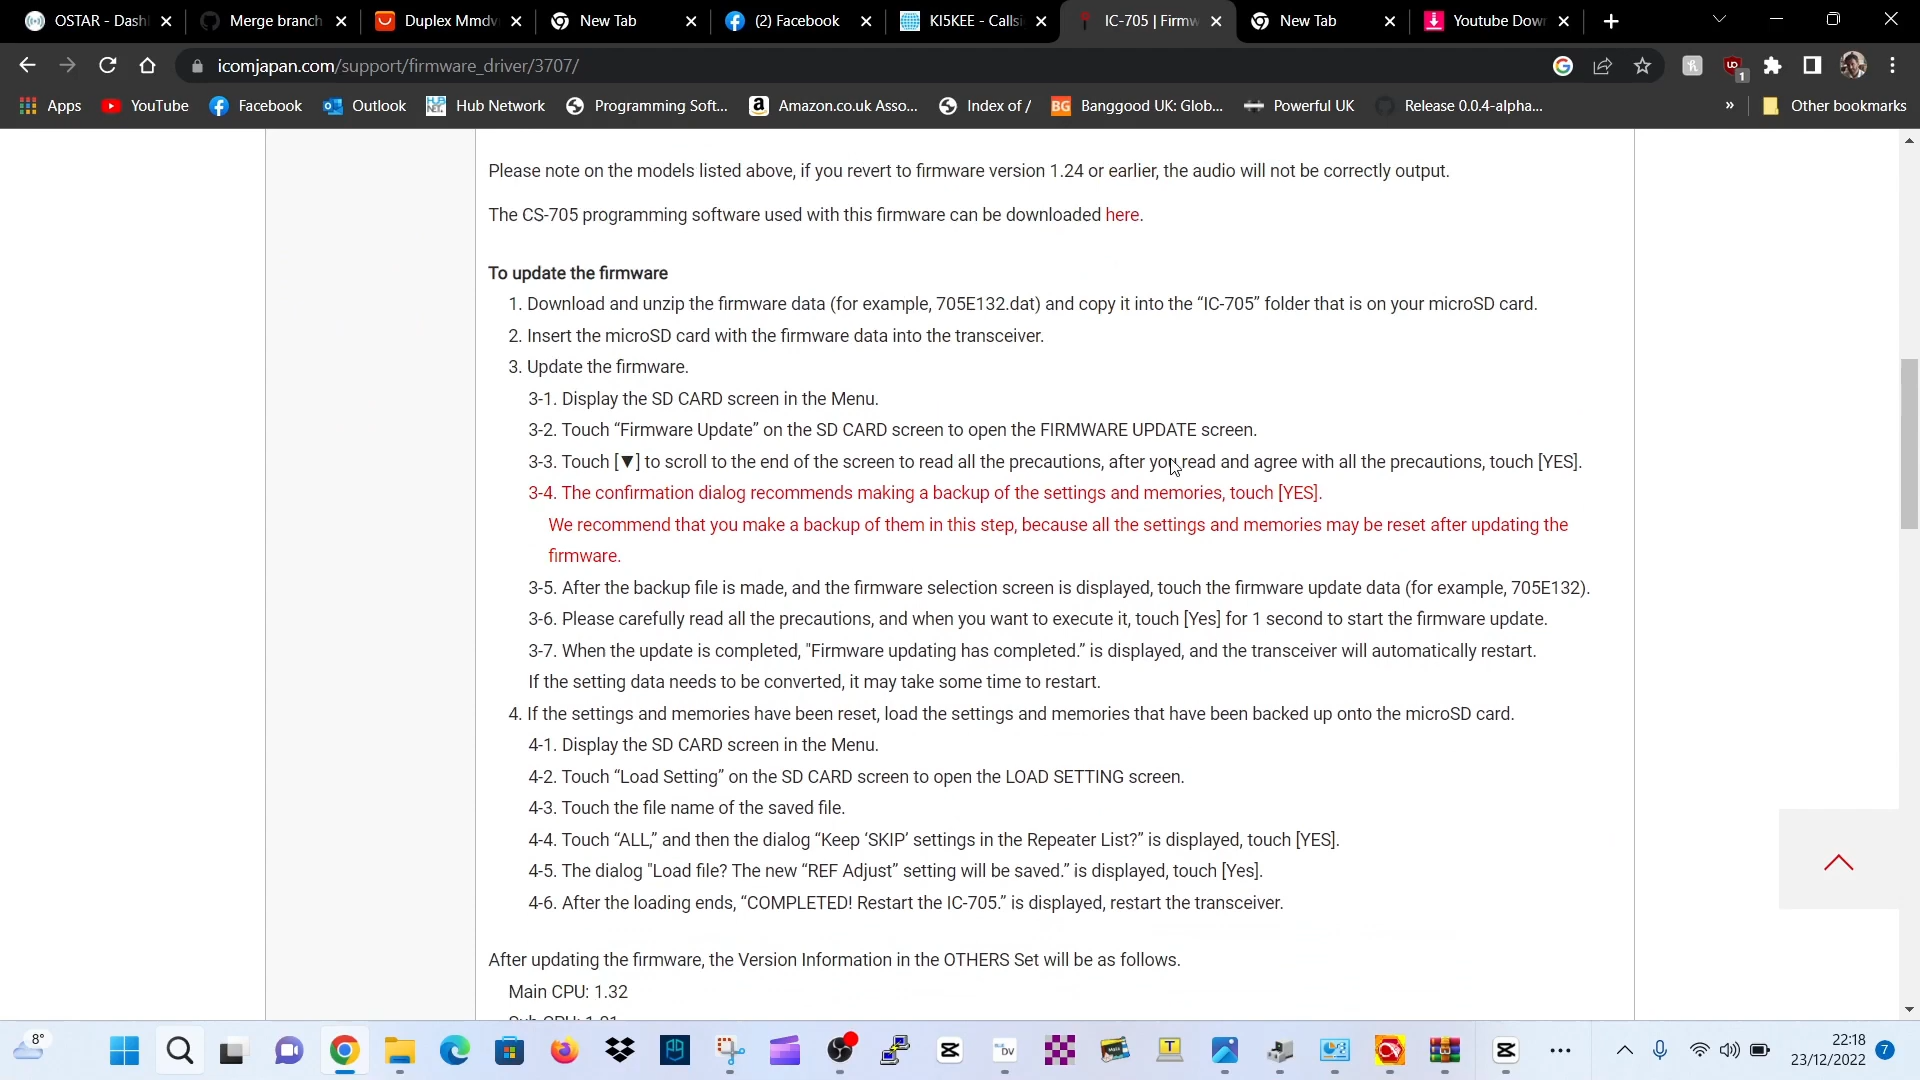 OSTAR - Dash
Merge branch
Duplex Mmdv
New Tab
(2) Facebook
KI5KEE - Callsi
IC-705 | Firmw
New Tab
Youtube Dow
icomjapan.com/support/firmware_driver/3707/
1
Apps
YouTube
Facebook
Outlook
Hub Network
Programming Soft...
Amazon.co.uk Asso...
Index of /
BG Banggood UK: Glob...
Powerful UK
Release 0.0.4-alpha...
»
Other bookmarks
Please note on the models listed above, if you revert to firmware version 1.24 or earlier, the audio will not be correctly output.
The CS-705 programming software used with this firmware can be downloaded here.
To update the firmware
1. Download and unzip the firmware data (for example, 705E132.dat) and copy it into the “IC-705” folder that is on your microSD card.
2. Insert the microSD card with the firmware data into the transceiver.
3. Update the firmware.
3-1. Display the SD CARD screen in the Menu.
3-2. Touch “Firmware Update” on the SD CARD screen to open the FIRMWARE UPDATE screen.
3-3. Touch [▼] to scroll to the end of the screen to read all the precautions, after you read and agree with all the precautions, touch [YES].
3-4. The confirmation dialog recommends making a backup of the settings and memories, touch [YES].
We recommend that you make a backup of them in this step, because all the settings and memories may be reset after updating the
firmware.
3-5. After the backup file is made, and the firmware selection screen is displayed, touch the firmware update data (for example, 705E132).
3-6. Please carefully read all the precautions, and when you want to execute it, touch [Yes] for 1 second to start the firmware update.
3-7. When the update is completed, "Firmware updating has completed.” is displayed, and the transceiver will automatically restart.
If the setting data needs to be converted, it may take some time to restart.
4. If the settings and memories have been reset, load the settings and memories that have been backed up onto the microSD card.
4-1. Display the SD CARD screen in the Menu.
4-2. Touch “Load Setting” on the SD CARD screen to open the LOAD SETTING screen.
4-3. Touch the file name of the saved file.
4-4. Touch “ALL,” and then the dialog “Keep ‘SKIP’ settings in the Repeater List?” is displayed, touch [YES].
4-5. The dialog "Load file? The new “REF Adjust” setting will be saved.” is displayed, touch [Yes].
4-6. After the loading ends, “COMPLETED! Restart the IC-705.” is displayed, restart the transceiver.
After updating the firmware, the Version Information in the OTHERS Set will be as follows.
Main CPU: 1.32
Sub CPU: 1.01
8°
DV
T
22:18
23/12/2022
7